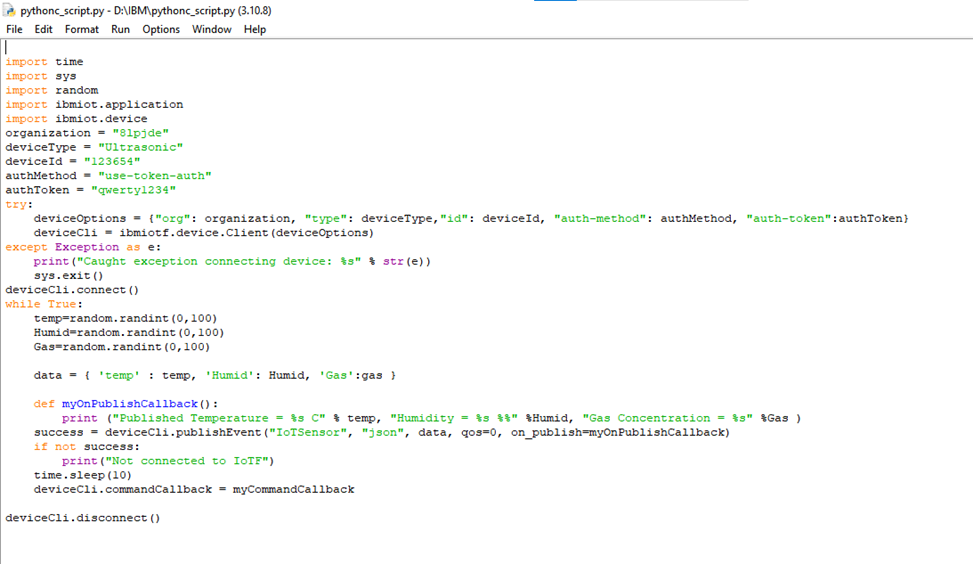 pythonc_script.py - D:\IBM\pythonc_script.py (3.10.8)
File Edit Format Run Options Window Help
import time
import sys
import random
import ibmiot.application
import ibmiot.device
organization = "8lpjde"
deviceType = "Ultrasonic"
deviceId = "123654"
authMethod = "use-token-auth"
authToken = "qwerty1234"
try:
    deviceOptions = {"org": organization, "type": deviceType,"id": deviceId, "auth-method": authMethod, "auth-token":authToken}
    deviceCli = ibmiotf.device.Client(deviceOptions)
except Exception as e:
    print("Caught exception connecting device: %s" % str(e))
    sys.exit()
deviceCli.connect()
while True:
    temp=random.randint(0,100)
    Humid=random.randint(0,100)
    Gas=random.randint(0,100)
    data = { 'temp' : temp, 'Humid': Humid, 'Gas':gas }
    def myOnPublishCallback():
        print ("Published Temperature = %s C" % temp, "Humidity = %s %%" %Humid, "Gas Concentration = %s" %Gas )
    success = deviceCli.publishEvent("IoTSensor", "json", data, qos=0, on_publish=myOnPublishCallback)
    if not success:
        print("Not connected to IoTF")
    time.sleep(10)
    deviceCli.commandCallback = myCommandCallback
deviceCli.disconnect()